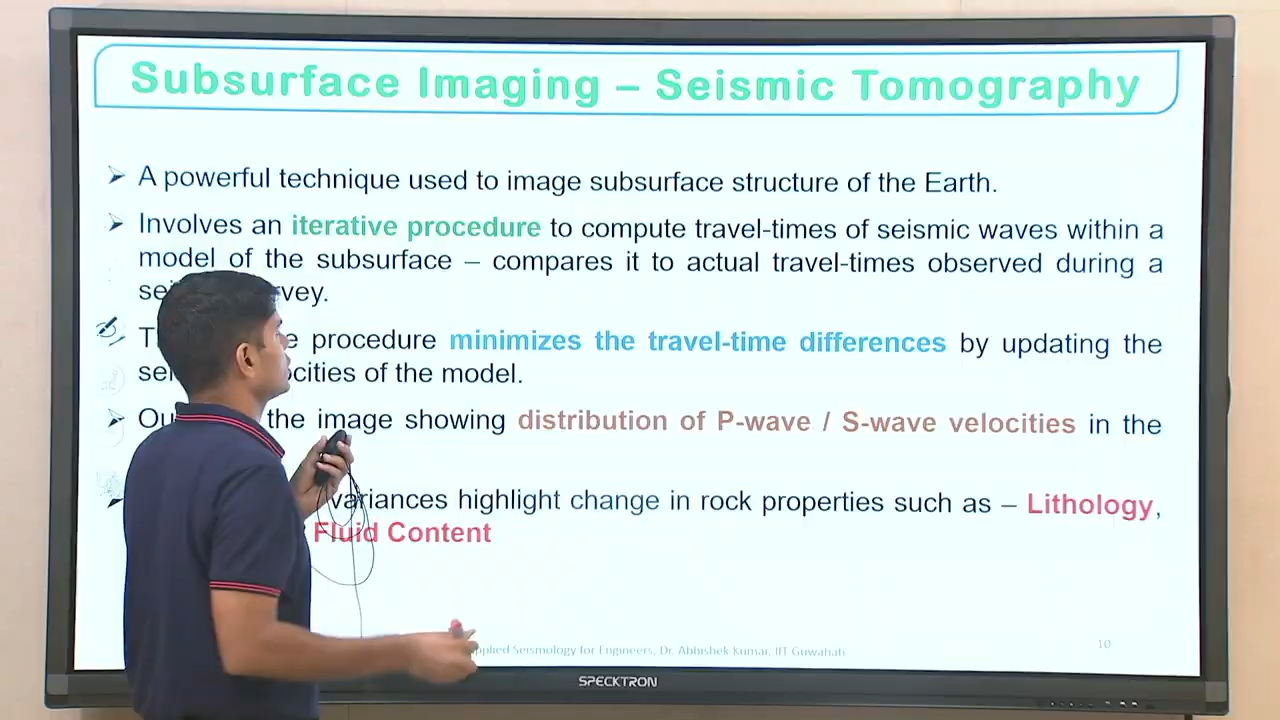 Subsurface Imaging – Seismic Tomography
➢ A powerful technique used to image subsurface structure of the Earth.
➢ Involves an iterative procedure to compute travel-times of seismic waves within a
model of the subsurface – compares it to actual travel-times observed during a
procedure minimizes the travel-time differences by updating the
of the model.
➢ the image showing distribution of P-wave / S-wave velocities in the
variances highlight change in rock properties such as – Lithology,
Fluid Content
Applied Seismology for Engineers, Dr. Abhishek Kumar, IIT Guwahati
10
SPECKTRON